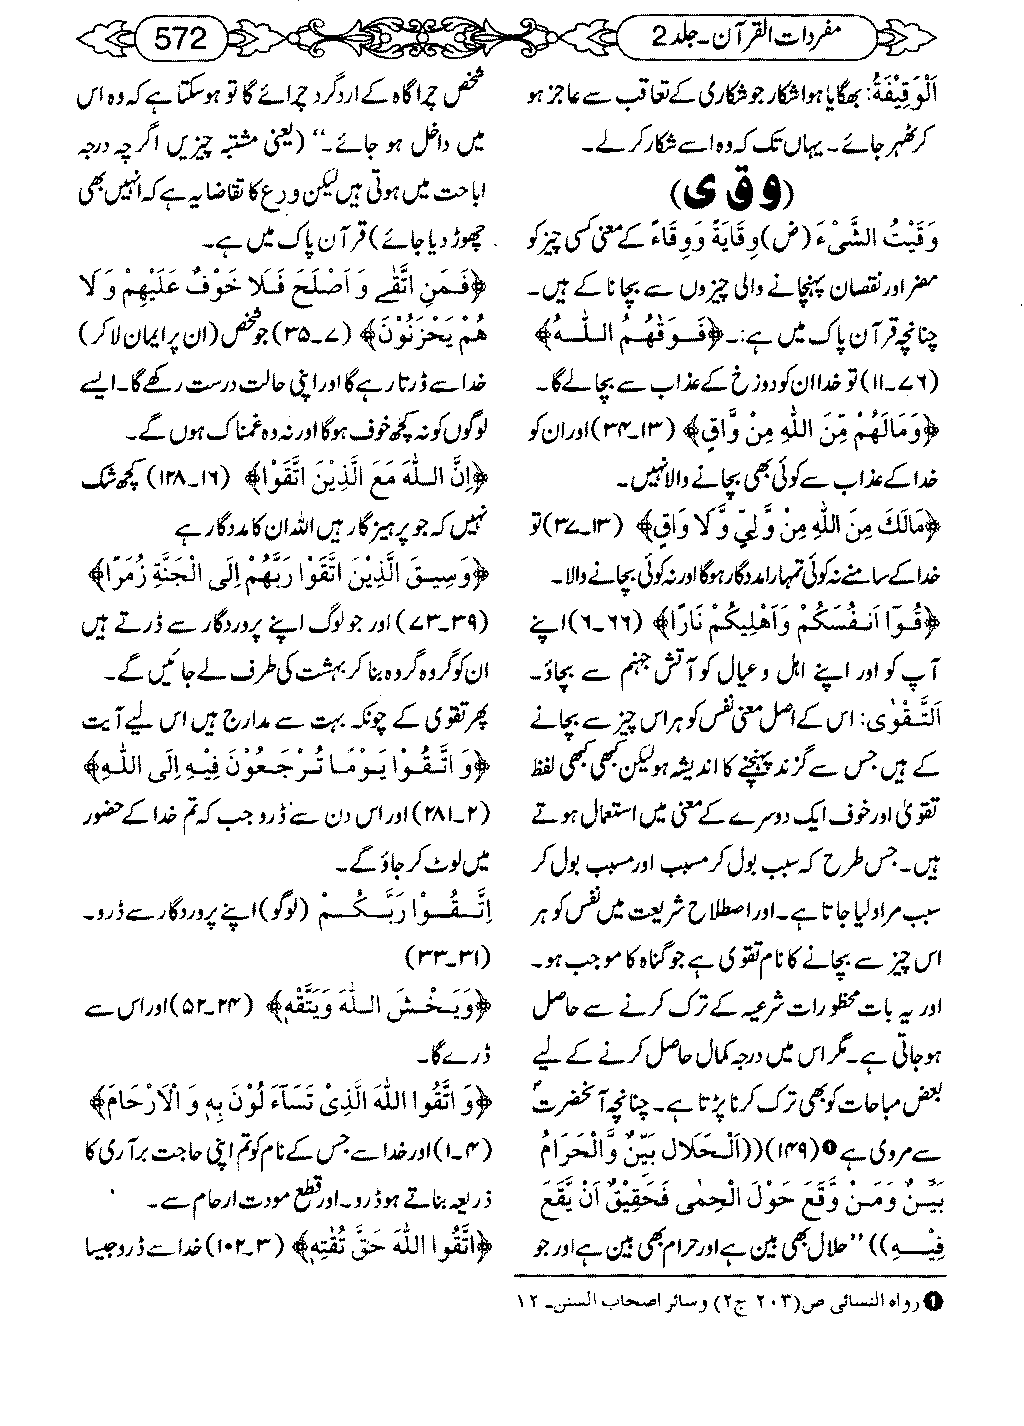 مفردات القرآن۔ جلد 2
572
اَلْوَقِیْفَةُ: بھگایا ہوا شکار جو شکاری کے تعاقب سے عاجز ہو
کر ٹھہر جائے۔ یہاں تک کہ وہ اسے شکار کر لے۔
(و ق ی)
وَقَیْتُ الشَّیْءَ (ض) وِقَایَةً وَوِقَاءً کے معنی کسی چیز کو
مضر اور نقصان پہنچانے والی چیزوں سے بچانا کے ہیں۔
چنانچہ قرآن پاک میں ہے:۔ ﴿فَوَقٰهُمُ اللّٰهُ﴾
(۷۶۔۱۱) تو خدا ان کو دوزخ کے عذاب سے بچا لے گا۔
﴿وَمَالَهُمْ مِّنَ اللّٰهِ مِنْ وَّاقٍ﴾ (۱۳۔۳۴) اور ان کو
خدا کے عذاب سے کوئی بھی بچانے والا نہیں۔
﴿مَالَكَ مِنَ اللّٰهِ مِنْ وَّلِیٍّ وَّلَا وَاقٍ﴾ (۱۳۔۳۷) تو
خدا کے سامنے نہ کوئی تمہارا مددگار ہوگا اور نہ کوئی بچانے والا۔
﴿قُوْٓا اَنْفُسَكُمْ وَاَهْلِیْكُمْ نَارًا﴾ (۶۶۔۶) اپنے
آپ کو اور اپنے اہل و عیال کو آتش جہنم سے بچاؤ۔
اَلتَّقْوٰی: اس کے اصل معنی نفس کو ہر اس چیز سے بچانے
کے ہیں جس سے گزند پہنچنے کا اندیشہ ہو لیکن کبھی کبھی لفظ
تقویٰ اور خوف ایک دوسرے کے معنی میں استعمال ہوتے
ہیں۔ جس طرح کہ سبب بول کر مسبب اور مسبب بول کر
سبب مراد لیا جاتا ہے۔ اور اصطلاح شریعت میں نفس کو ہر
اس چیز سے بچانے کا نام تقوی ہے جو گناہ کا موجب ہو۔
اور یہ بات محظورات شرعیہ کے ترک کرنے سے حاصل
ہو جاتی ہے۔ مگر اس میں درجہ کمال حاصل کرنے کے لیے
بعض مباحات کو بھی ترک کرنا پڑتا ہے۔ چنانچہ آنحضرتؐ
سے مروی ہے ❶ (۱۴۹) ((اَلْحَلَالُ بَیِّنٌ وَّالْحَرَامُ
بَیِّنٌ وَمَنْ وَّقَعَ حَوْلَ الْحِمٰی فَحَقِیْقٌ اَنْ یَّقَعَ
فِیْهِ)) ’’حلال بھی بین ہے اور حرام بھی بین ہے اور جو
❶ رواہ النسائی ص (۲۰۳ ج ۲) وسائر اصحاب السنن۔ ۱۲
شخص چراگاہ کے ارد گرد چرائے گا تو ہوسکتا ہے کہ وہ اس
میں داخل ہو جائے۔‘‘ (یعنی مشتبہ چیزیں اگرچہ درجہ
اباحت میں ہوتی ہیں لیکن ورع کا تقاضا یہ ہے کہ انہیں بھی
چھوڑ دیا جائے) قرآن پاک میں ہے۔
﴿فَمَنِ اتَّقٰی وَاَصْلَحَ فَلَا خَوْفٌ عَلَیْهِمْ وَلَا
هُمْ یَحْزَنُوْنَ﴾ (۷۔۳۵) جو شخص (ان پر ایمان لا کر)
خدا سے ڈرتا رہے گا اور اپنی حالت درست رکھے گا۔ ایسے
لوگوں کو نہ کچھ خوف ہوگا اور نہ وہ غمناک ہوں گے۔
﴿اِنَّ اللّٰهَ مَعَ الَّذِیْنَ اتَّقَوْا﴾ (۱۶۔۱۲۸) کچھ شک
نہیں کہ جو پرہیز گار ہیں اللہ ان کا مددگار ہے
﴿وَسِیْقَ الَّذِیْنَ اتَّقَوْا رَبَّهُمْ اِلَی الْجَنَّةِ زُمَرًا﴾
(۳۹۔۷۳) اور جو لوگ اپنے پروردگار سے ڈرتے ہیں
ان کو گروہ گروہ بنا کر بہشت کی طرف لے جائیں گے۔
پھر تقوی کے چونکہ بہت سے مدارج ہیں اس لیے آیت
﴿وَاتَّقُوْا یَوْمًا تُرْجَعُوْنَ فِیْهِ اِلَی اللّٰهِ﴾
(۲۔۲۸۱) اور اس دن سے ڈرو جب کہ تم خدا کے حضور
میں لوٹ کر جاؤ گے۔
اِتَّقُوْا رَبَّكُمْ (لوگو) اپنے پروردگار سے ڈرو۔
(۳۱۔۳۳)
﴿وَیَخْشَ اللّٰهَ وَیَتَّقْهِ﴾ (۲۴۔۵۲) اور اس سے
ڈرے گا۔
﴿وَاتَّقُوا اللّٰهَ الَّذِیْ تَسَآءَ لُوْنَ بِهٖ وَالْاَرْحَامَ﴾
(۴۔۱) اور خدا سے جس کے نام کو تم اپنی حاجت برآری کا
ذریعہ بناتے ہو ڈرو۔ اور قطع مودت ارحام سے۔
﴿اتَّقُوا اللّٰهَ حَقَّ تُقٰتِهٖ﴾ (۳۔۱۰۲) خدا سے ڈرو جیسا